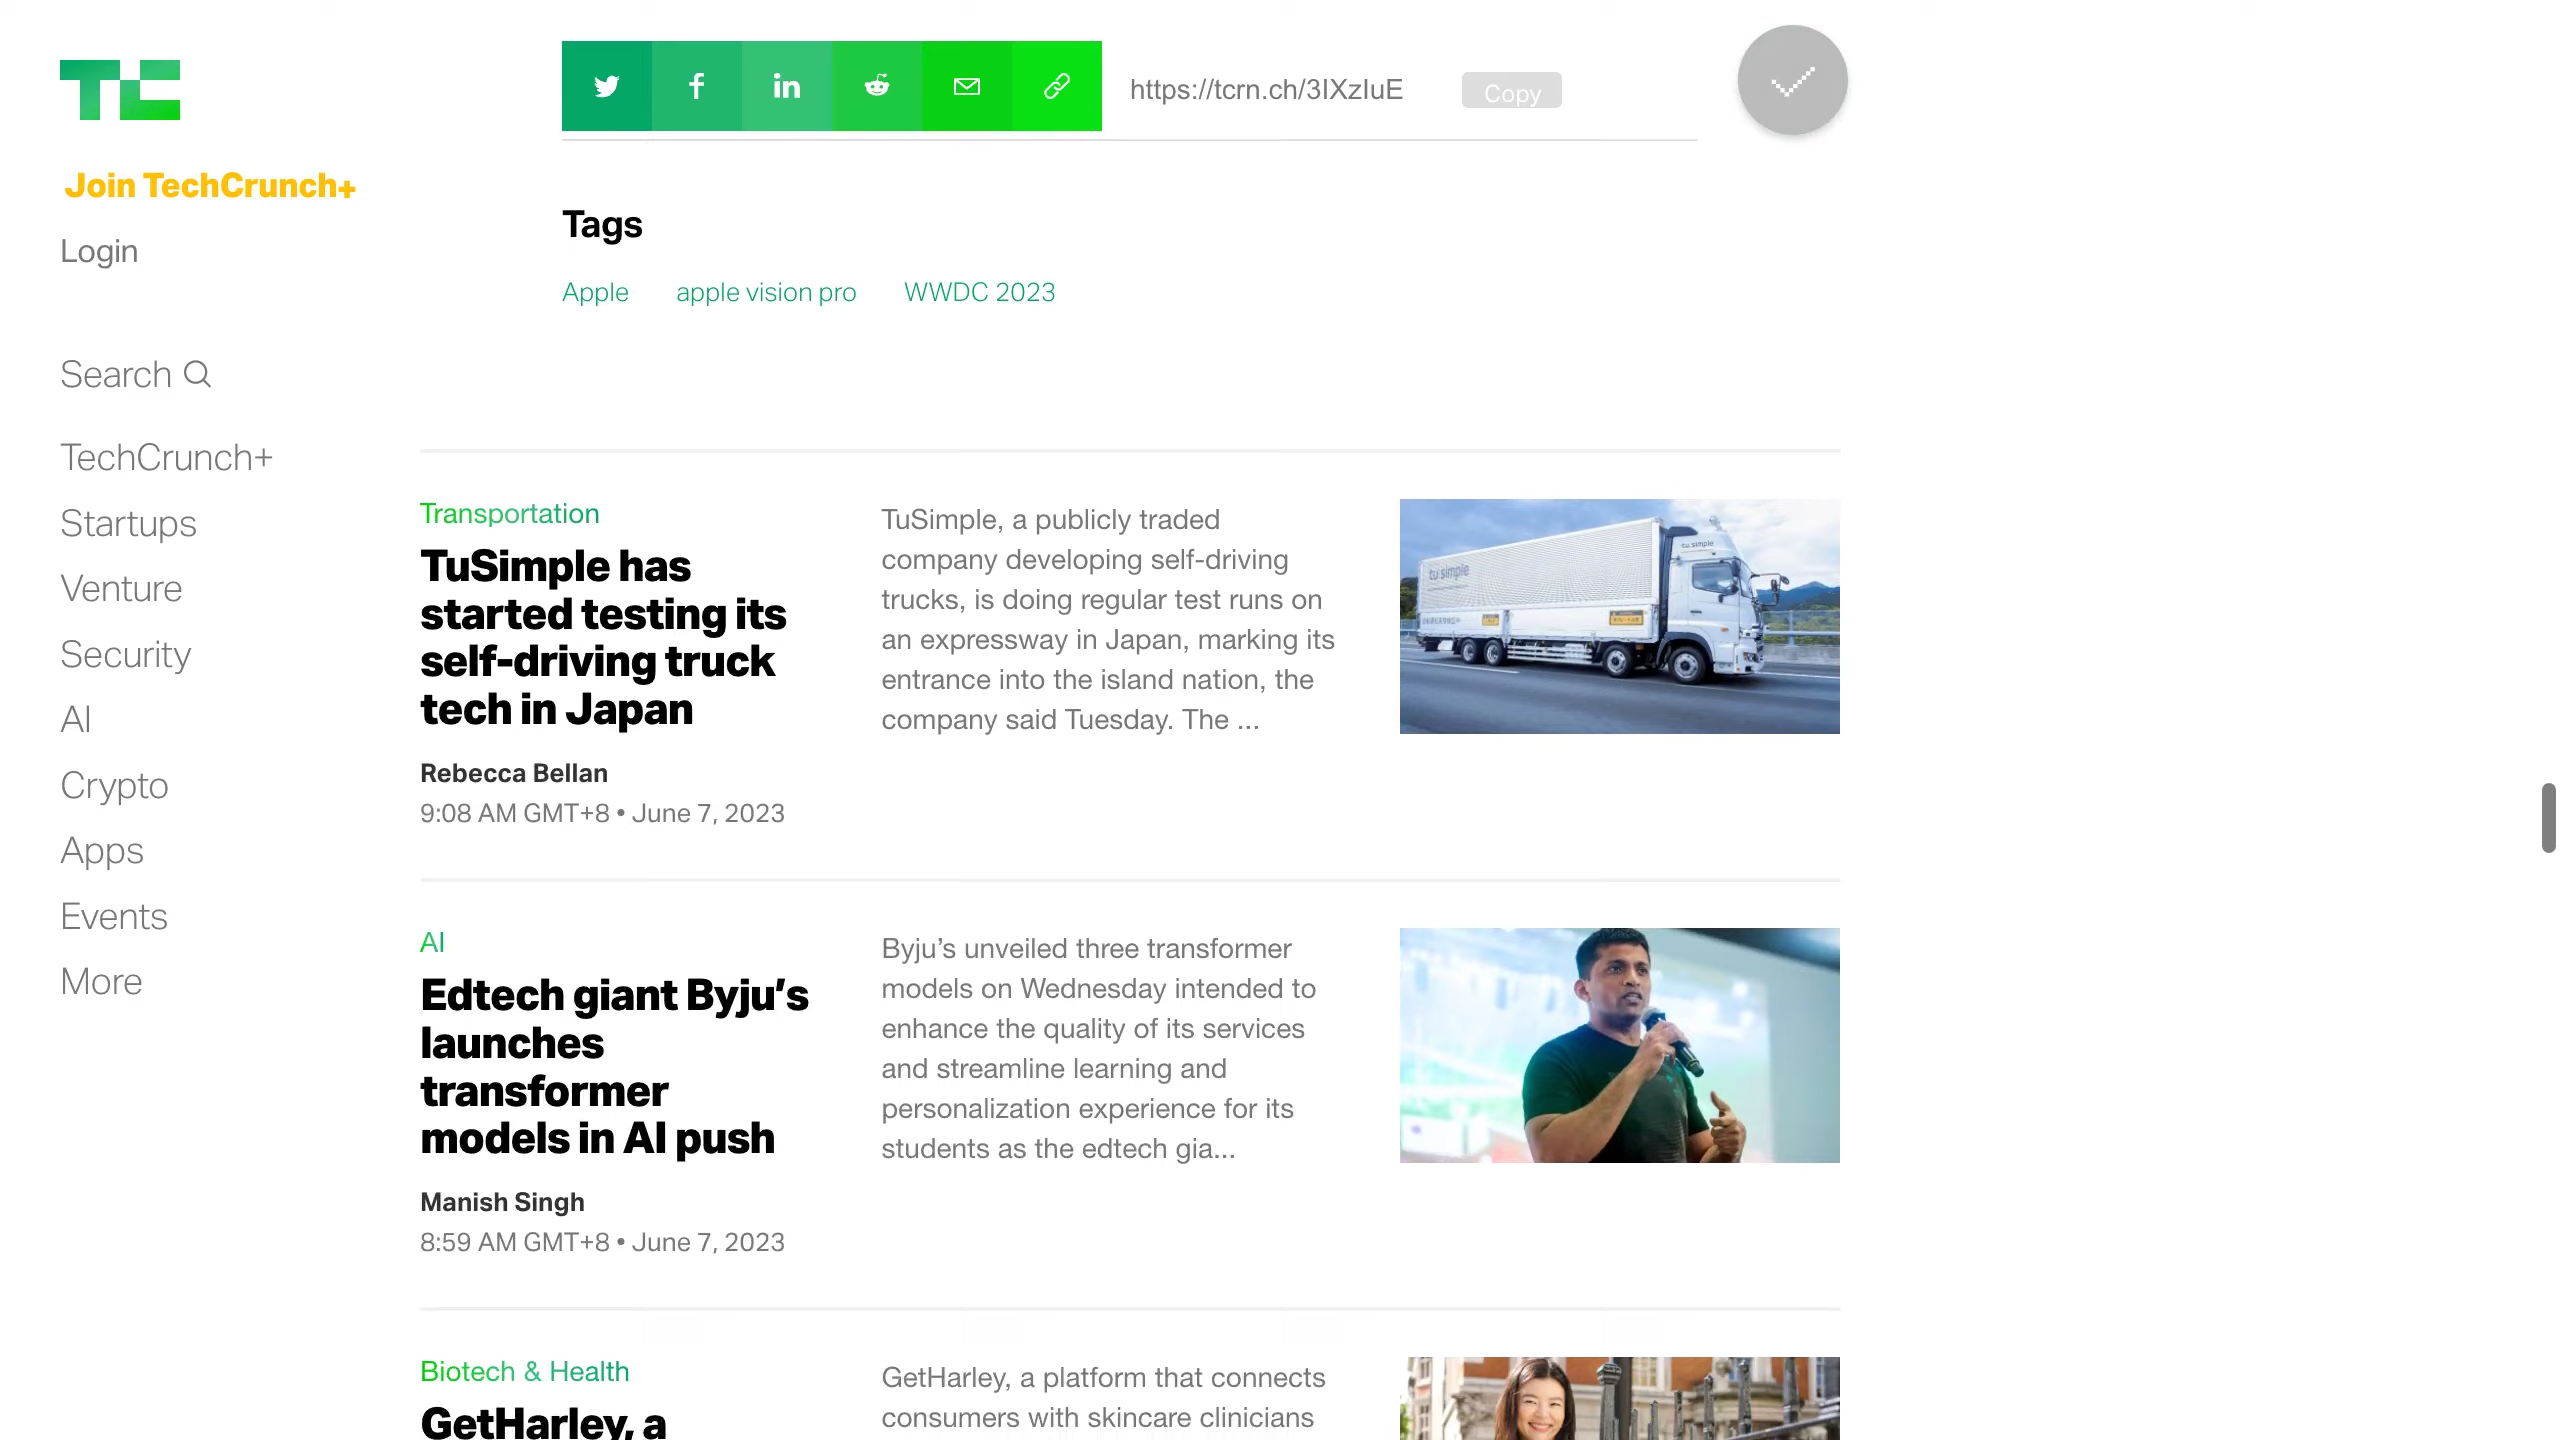 TC
Join TechCrunch+
Login
Search
TechCrunch+
Startups
Venture
Security
AI
Crypto
Apps
Events
More
https://tcrn.ch/3IXzIuE
Copy
Tags
Apple apple vision pro WWDC 2023
Transportation
TuSimple has
started testing its
self-driving truck
tech in Japan
Rebecca Bellan
9:08 AM GMT+8 • June 7, 2023
TuSimple, a publicly traded
company developing self-driving
trucks, is doing regular test runs on
an expressway in Japan, marking its
entrance into the island nation, the
company said Tuesday. The ...
tu simple
tu simple
AI
Edtech giant Byju’s
launches
transformer
models in AI push
Manish Singh
8:59 AM GMT+8 • June 7, 2023
Byju’s unveiled three transformer
models on Wednesday intended to
enhance the quality of its services
and streamline learning and
personalization experience for its
students as the edtech gia...
Biotech & Health
GetHarley, a
GetHarley, a platform that connects
consumers with skincare clinicians